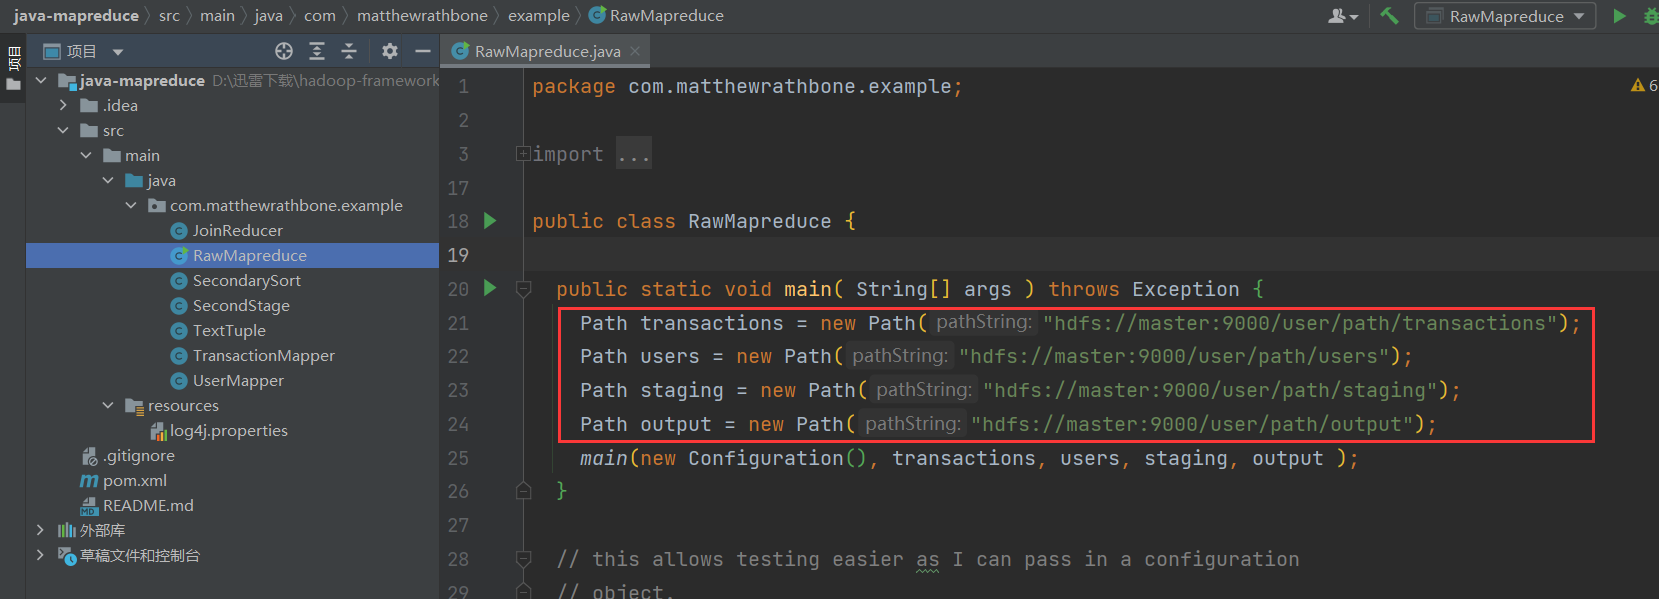 java-mapreduce 〉 src 〉 main 〉 java 〉 com 〉 matthewrathbone 〉 example 〉 RawMapreduce
RawMapreduce
项目
项目
java-mapreduce D:\迅雷下载\hadoop-framework
.idea
src
main
java
com.matthewrathbone.example
JoinReducer
RawMapreduce
SecondarySort
SecondStage
TextTuple
TransactionMapper
UserMapper
resources
log4j.properties
.gitignore
pom.xml
README.md
外部库
草稿文件和控制台
RawMapreduce.java
6
1 package com.matthewrathbone.example;
2
3 import ...
17
18 public class RawMapreduce {
19
20 public static void main( String[] args ) throws Exception {
21 Path transactions = new Path( pathString: "hdfs://master:9000/user/path/transactions");
22 Path users = new Path( pathString: "hdfs://master:9000/user/path/users");
23 Path staging = new Path( pathString: "hdfs://master:9000/user/path/staging");
24 Path output = new Path( pathString: "hdfs://master:9000/user/path/output");
25 main(new Configuration(), transactions, users, staging, output );
26 }
27
28 // this allows testing easier as I can pass in a configuration
29 // object.